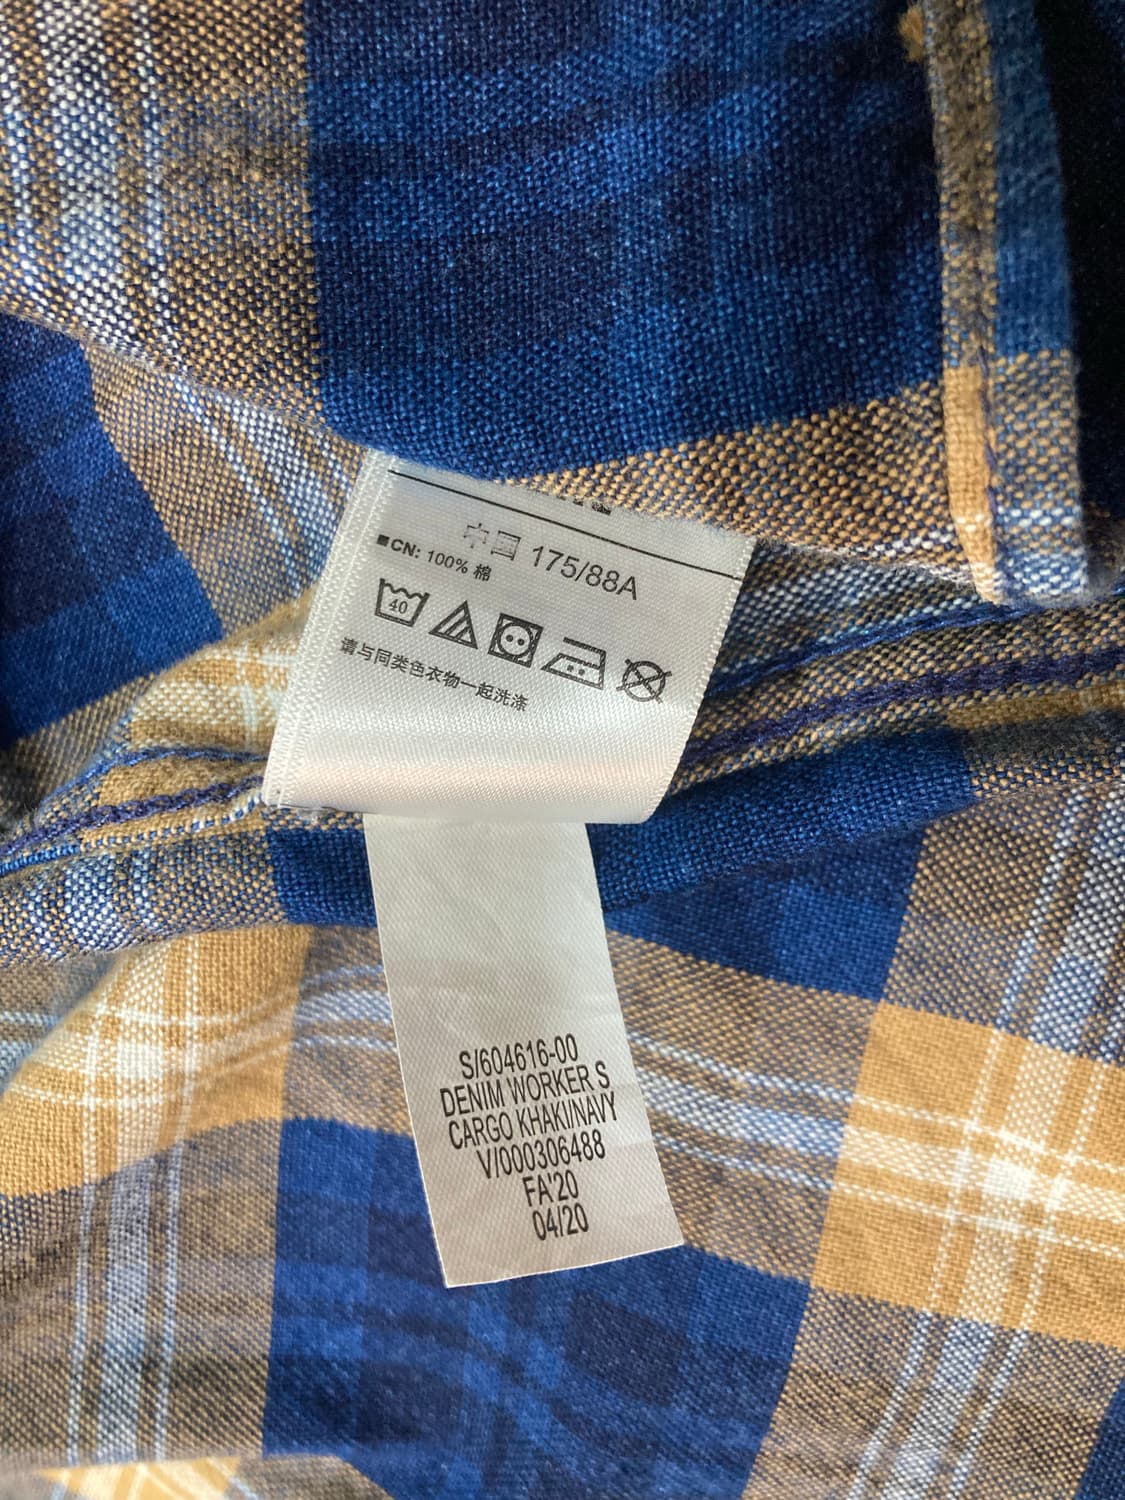 中国 175/88A
■CN: 100% 棉
40
请与同类色衣物一起洗涤
S/604616-00
DENIM WORKER S
CARGO KHAKI/NAVY
V/000306488
FA'20
04/20